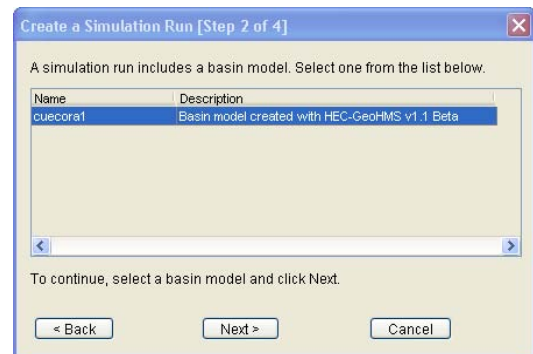 Create a Simulation Run [Step 2 of 4]
A simulation run includes a basin model. Select one from the list below.
Name Description
cuecora1 Basin model created with HEC-GeoHMS v1.1 Beta
To continue, select a basin model and click Next.
< Back Next > Cancel